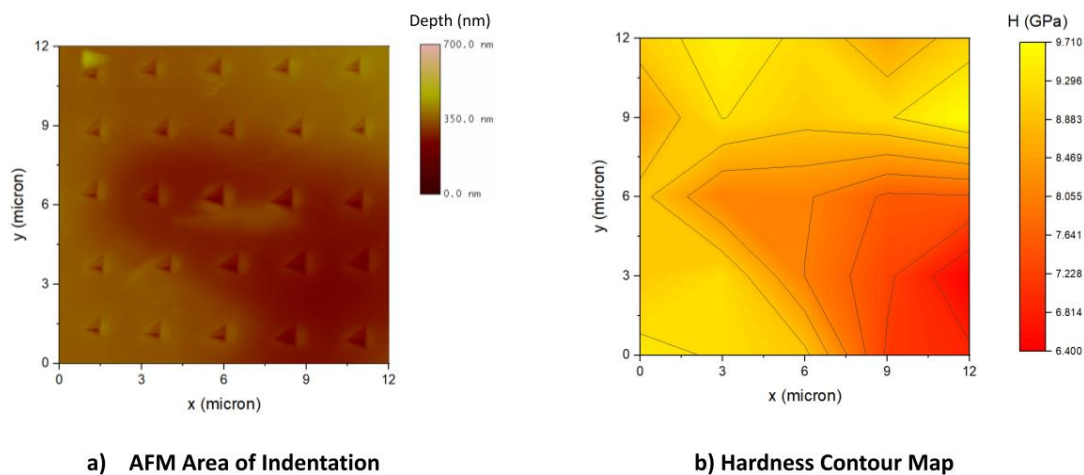 Depth (nm)
700.0 nm
350.0 nm
0.0 nm
12
9
6
3
0
y (micron)
0 3 6 9 12
x (micron)
a) AFM Area of Indentation
H (GPa)
9.710
9.296
8.883
8.469
8.055
7.641
7.228
6.814
6.400
12
9
6
3
0
y (micron)
0 3 6 9 12
x (micron)
b) Hardness Contour Map